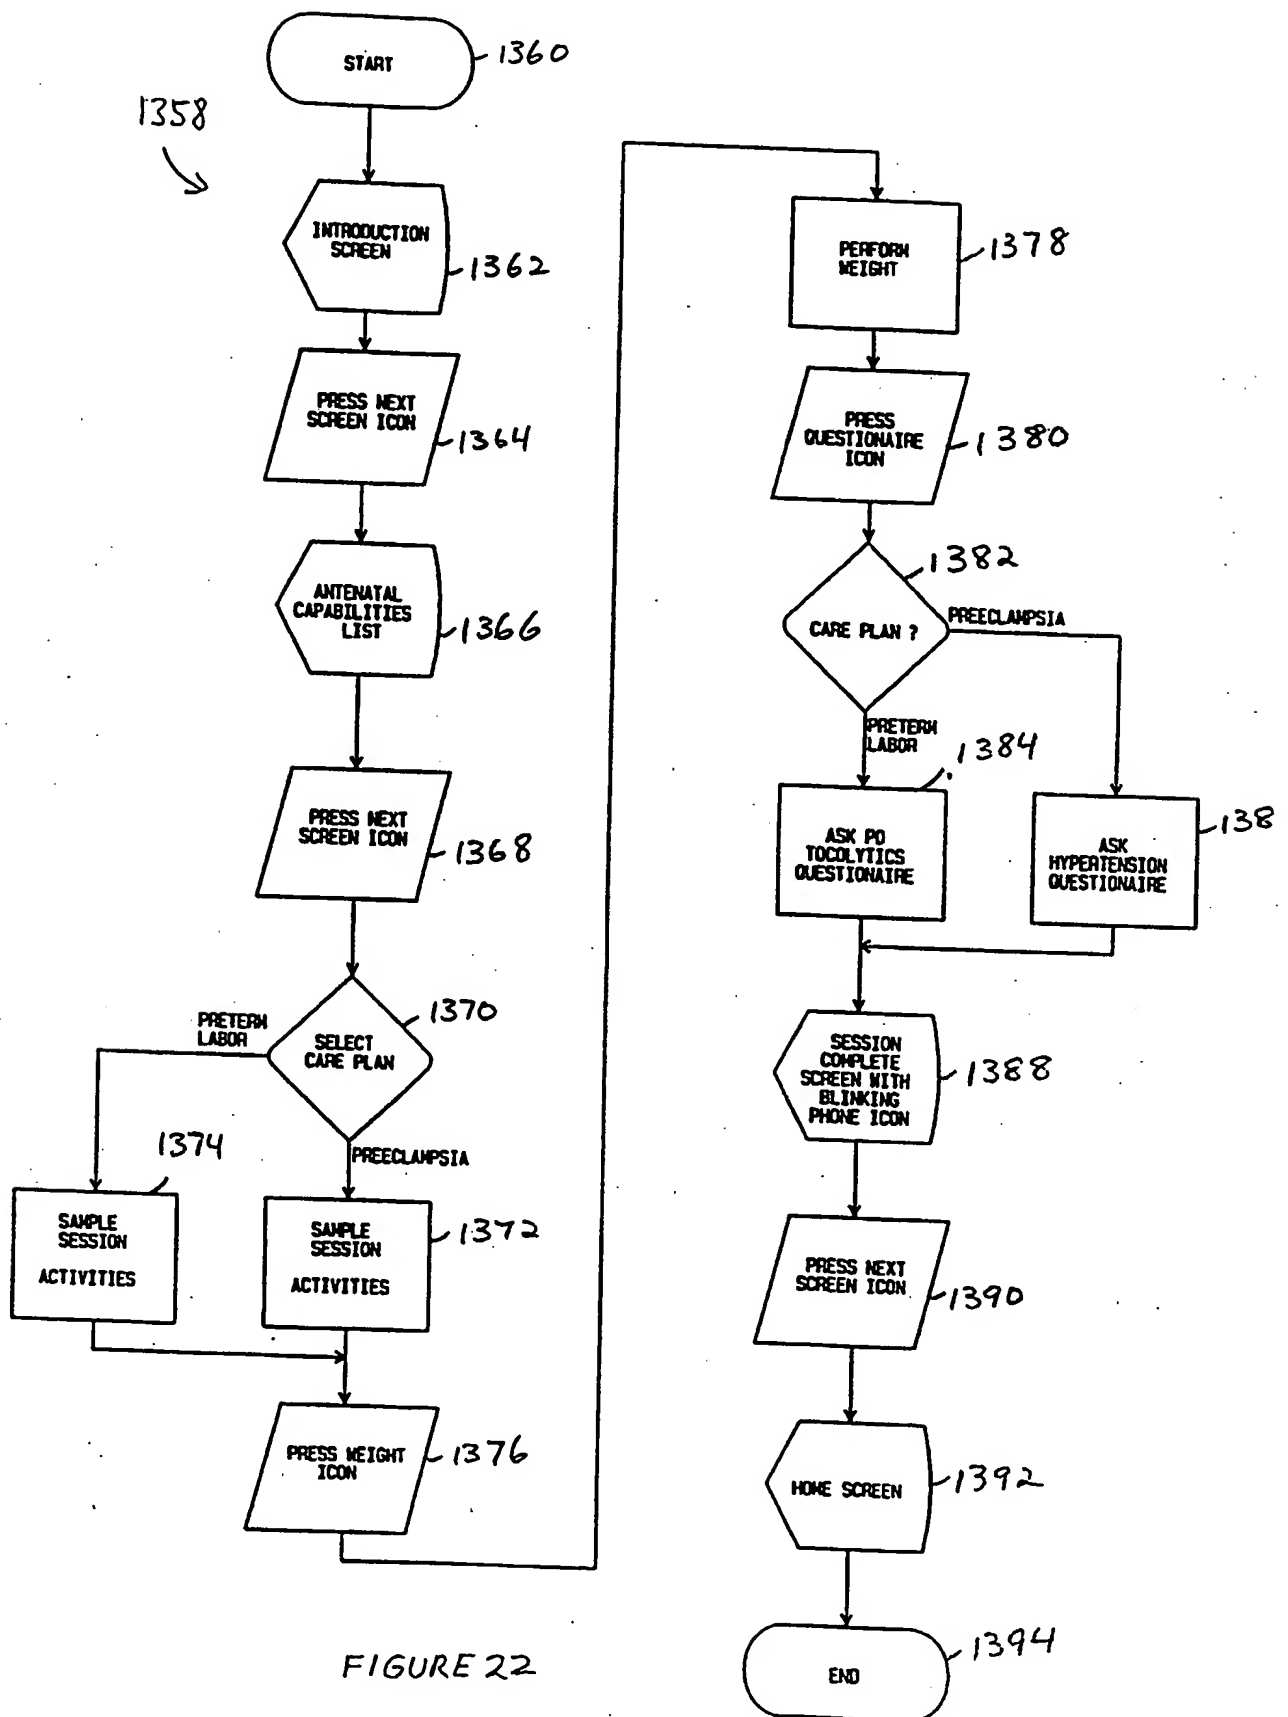 START
1360
1358
INTRODUCTION
SCREEN
1362
PRESS NEXT
SCREEN ICON
1364
ANTENATAL
CAPABILITIES
LIST
1366
PRESS NEXT
SCREEN ICON
1368
SELECT
CARE PLAN
1370
PRETERM
LABOR
PREECLAMPSIA
1374
SAMPLE
SESSION
ACTIVITIES
SAMPLE
SESSION
ACTIVITIES
1372
PRESS WEIGHT
ICON
1376
PERFORM
WEIGHT
1378
PRESS
QUESTIONAIRE
ICON
1380
1382
CARE PLAN ?
PREECLAMPSIA
PRETERM
LABOR
1384
ASK PO
TOCOLYTICS
QUESTIONAIRE
ASK
HYPERTENSION
QUESTIONAIRE
138
SESSION
COMPLETE
SCREEN WITH
BLINKING
PHONE ICON
1388
PRESS NEXT
SCREEN ICON
1390
HOME SCREEN
1392
END
1394
FIGURE 22